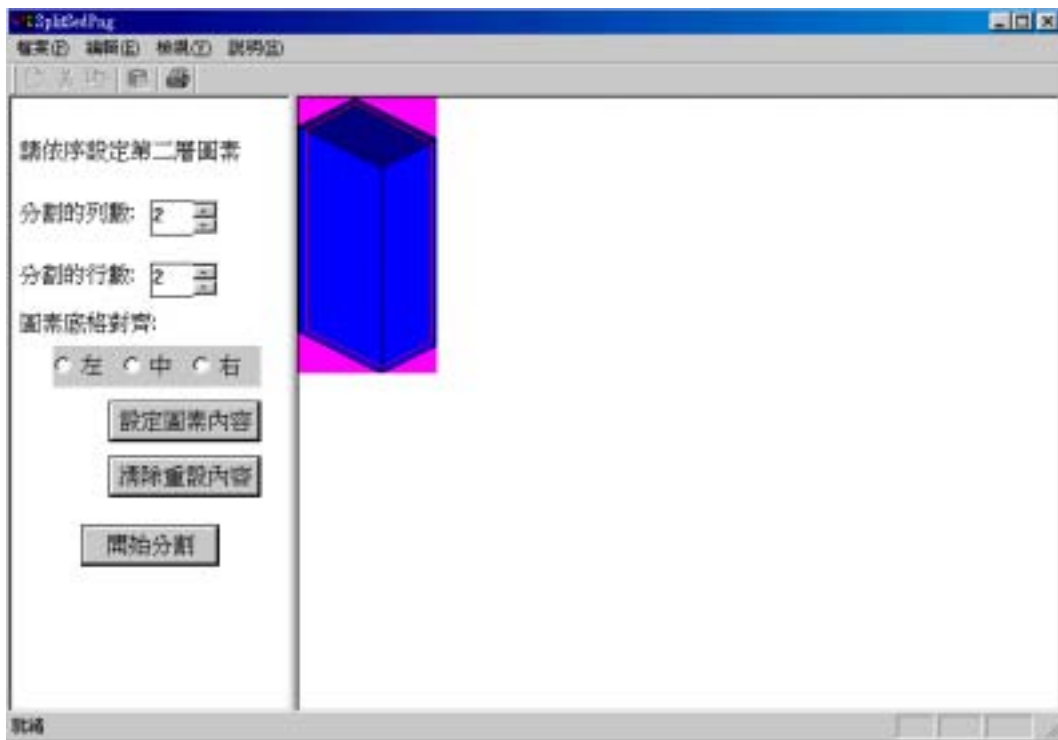 檔案(F) 編輯(E) 檢視(V) 說明(H)
請依序設定第二層圖素
分割的列數: 2
分割的行數: 2
圖素底格對齊:
左 中 右
設定圖素內容
清除重設內容
開始分割
就緒